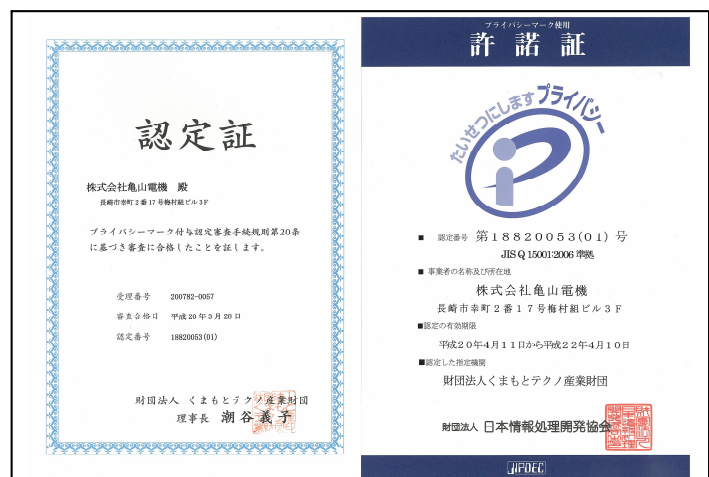 認定証
株式会社亀山電機 殿
長崎市幸町2番17号梅村組ビル3F
プライバシーマーク付与認定審査手続規則第20条
に基づき審査に合格したことを証します。
受理番号 200782-0057
審査合格日 平成20年3月28日
認定番号 18820053(01)
財団法人 くまもとテクノ産業財団
理事長 潮谷義子
プライバシーマーク使用
許諾証
たいせつにしますプライバシー
■ 認定番号 第18820053(01) 号
JIS Q 15001:2006 準拠
■ 事業者の名称及び所在地
株式会社亀山電機
長崎市幸町2番17号梅村組ビル3F
■認定の有効期限
平成20年4月11日から平成22年4月10日
■認定した指定機関
財団法人くまもとテクノ産業財団
財団法人 日本情報処理開発協会
JIPDEC